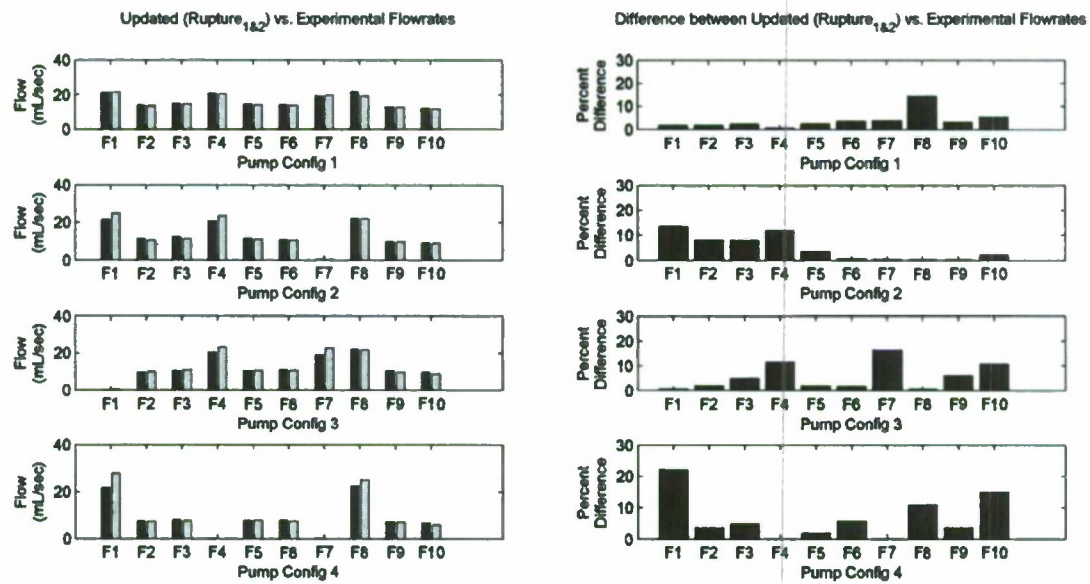 Updated (Rupture1&2) vs. Experimental Flowrates
Flow (mL/sec)
40
20
0
F1 F2 F3 F4 F5 F6 F7 F8 F9 F10
Pump Config 1
Flow (mL/sec)
40
20
0
F1 F2 F3 F4 F5 F6 F7 F8 F9 F10
Pump Config 2
Flow (mL/sec)
40
20
0
F1 F2 F3 F4 F5 F6 F7 F8 F9 F10
Pump Config 3
Flow (mL/sec)
40
20
0
F1 F2 F3 F4 F5 F6 F7 F8 F9 F10
Pump Config 4
Difference between Updated (Rupture1&2) vs. Experimental Flowrates
Percent Difference
30
20
10
0
F1 F2 F3 F4 F5 F6 F7 F8 F9 F10
Pump Config 1
Percent Difference
30
20
10
0
F1 F2 F3 F4 F5 F6 F7 F8 F9 F10
Pump Config 2
Percent Difference
30
20
10
0
F1 F2 F3 F4 F5 F6 F7 F8 F9 F10
Pump Config 3
Percent Difference
30
20
10
0
F1 F2 F3 F4 F5 F6 F7 F8 F9 F10
Pump Config 4